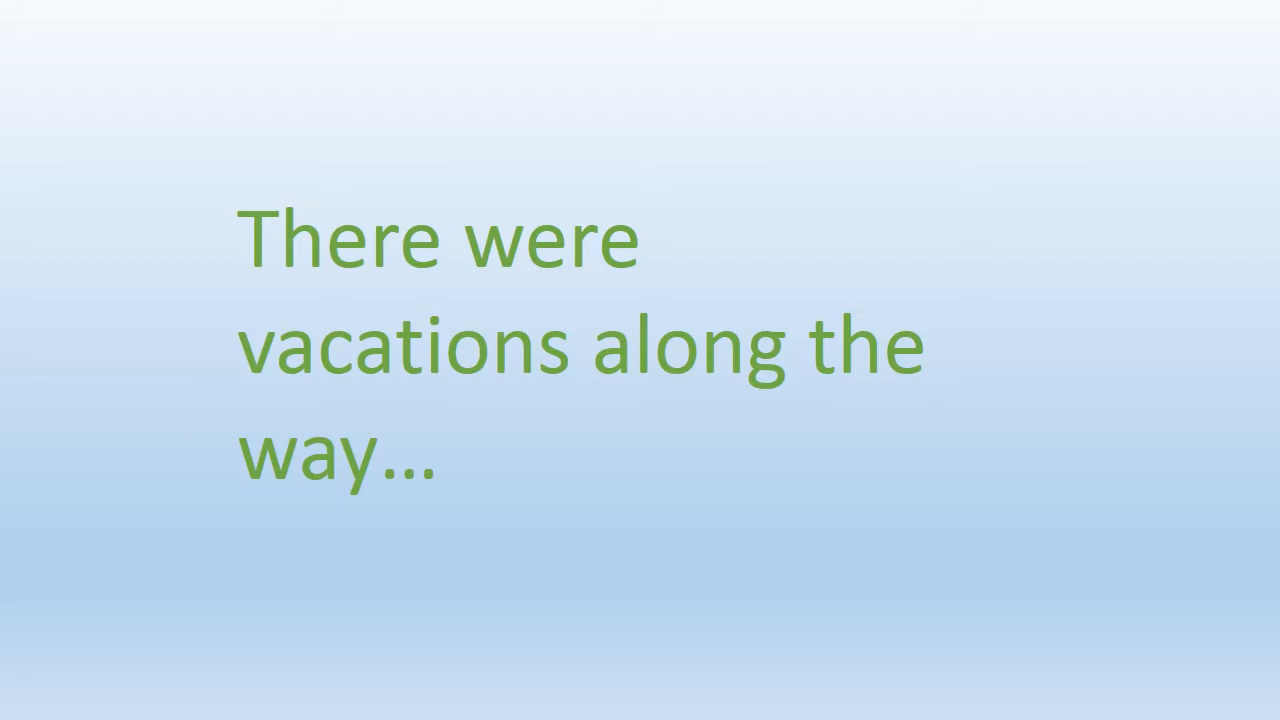 There were
vacations along the
way…